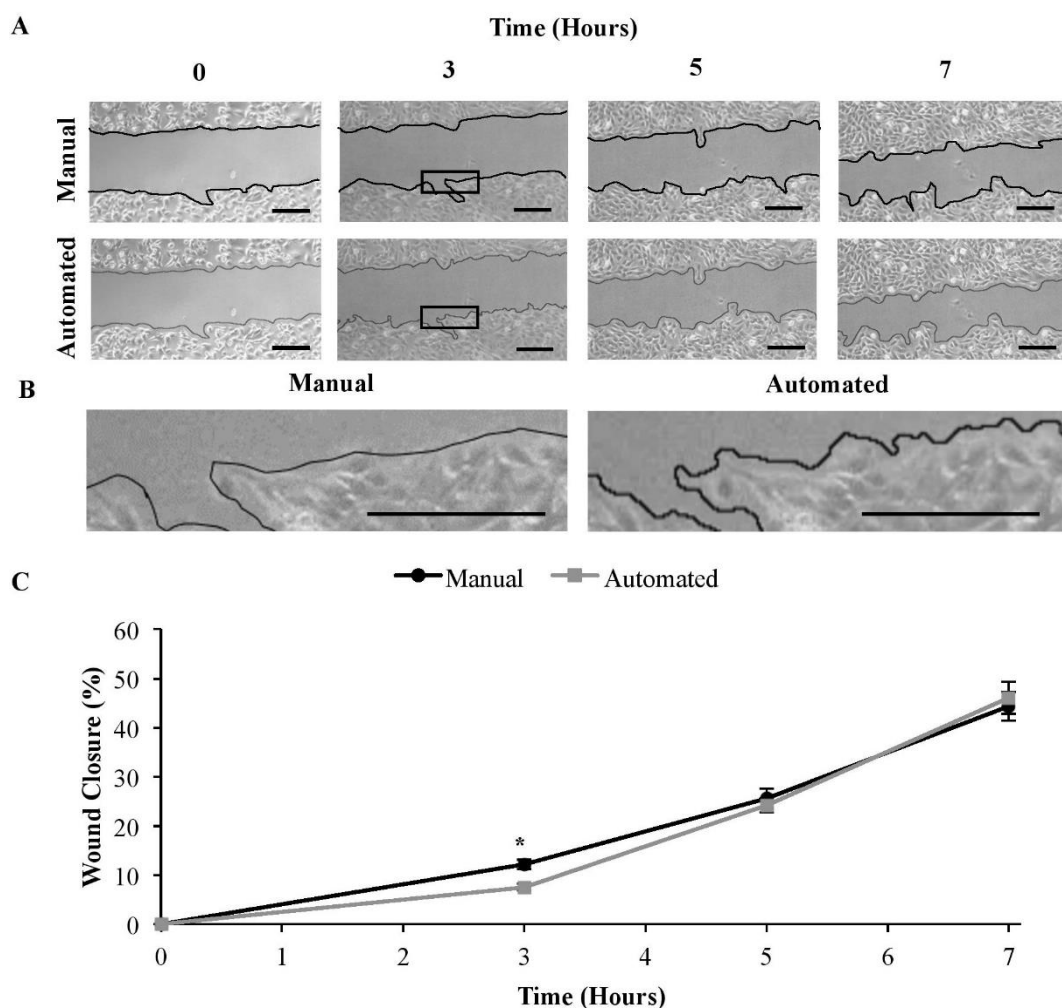 A
Time (Hours)
0 3 5 7
Manual
Automated
B
Manual Automated
C
Manual Automated
Wound Closure (%)
60
50
40
30
20
10
0
*
0 1 2 3 4 5 6 7
Time (Hours)